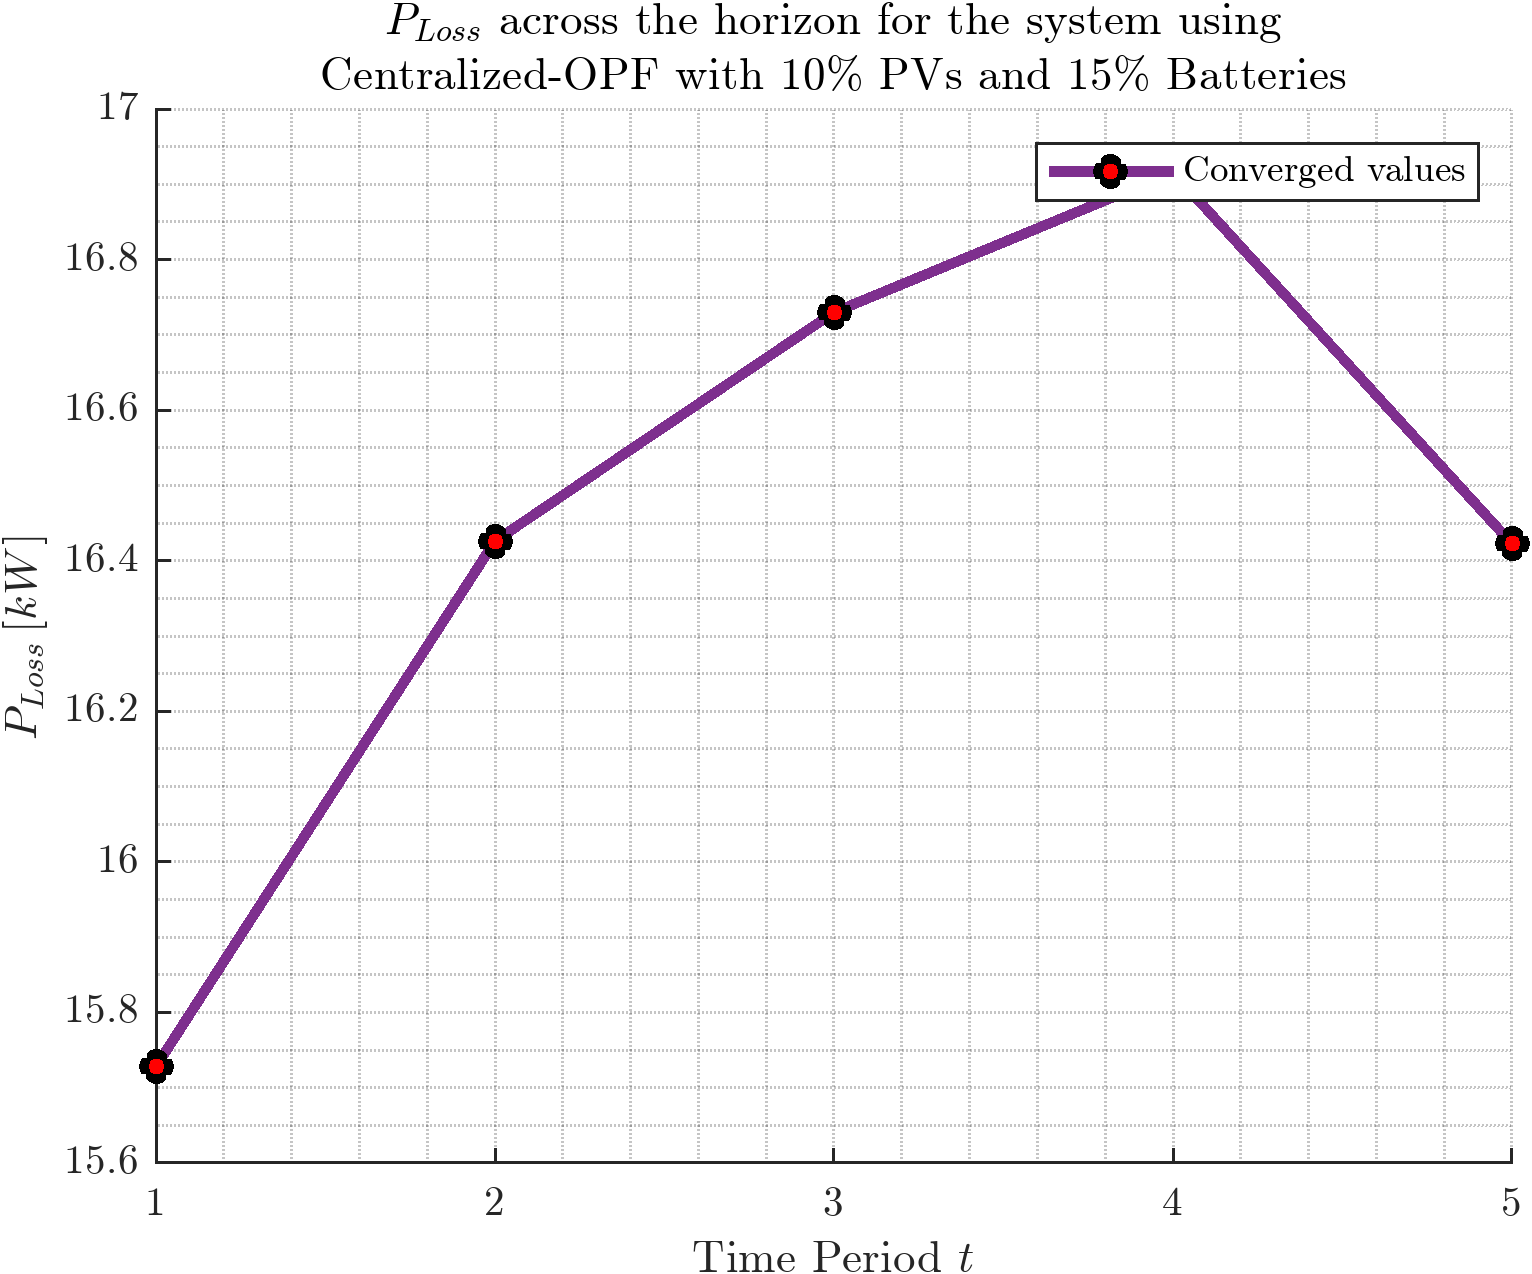 P_Loss across the horizon for the system using
Centralized-OPF with 10% PVs and 15% Batteries
Converged values
17
16.8
16.6
16.4
16.2
16
15.8
15.6
P_Loss [kW]
1 2 3 4 5
Time Period t